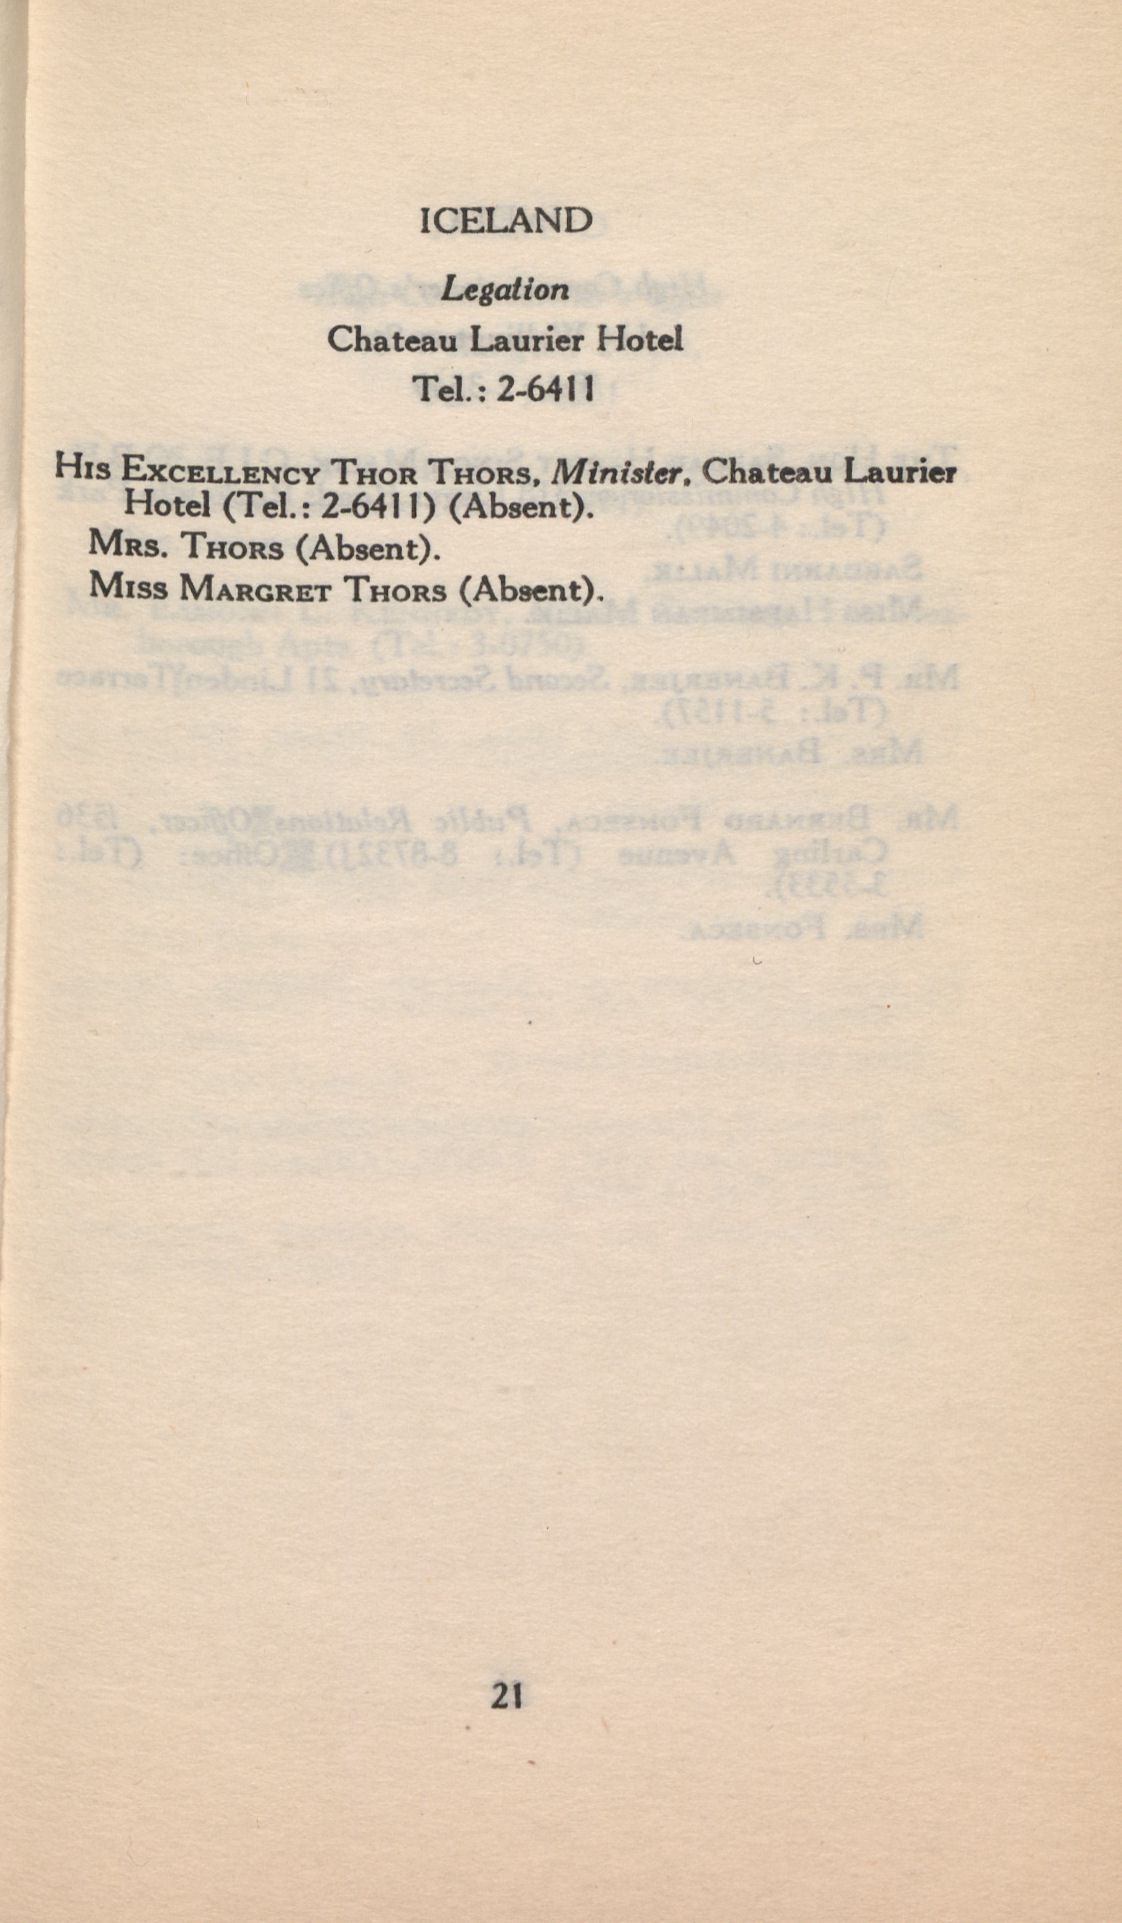 ICELAND
Legation
Chateau Laurier Hotel
Tel.: 2-6411
HIS EXCELLENCY THOR THORS, Minister, Chateau Laurier
Hotel (Tel.: 2-6411) (Absent).
MRS. THORS (Absent).
MISS MARGRET THORS (Absent).
21